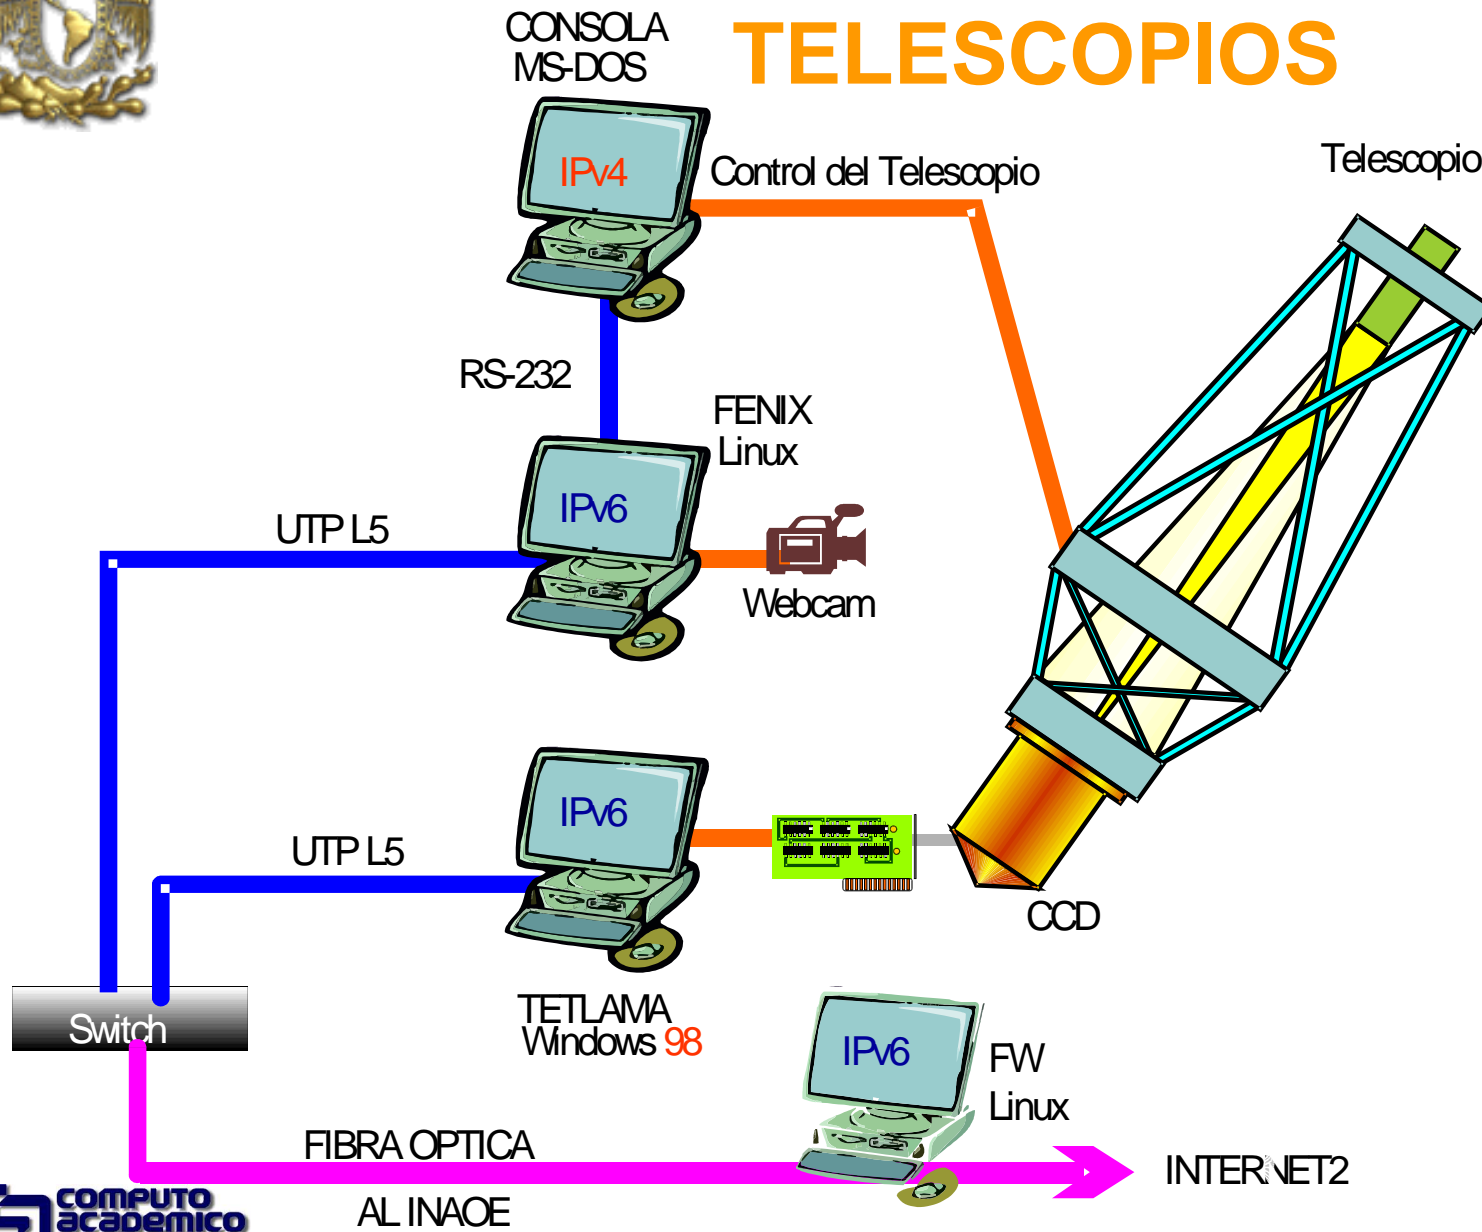 TELESCOPIOS
CONSOLA
MS-DOS
IPv4
Control del Telescopio
Telescopio
RS-232
FENIX
Linux
IPv6
UTP L5
Webcam
IPv6
UTP L5
CCD
TETLAMA
Windows 98
Switch
IPv6
FW
Linux
FIBRA OPTICA
AL INAOE
INTERNET2
COMPUTO
ACADEMICO